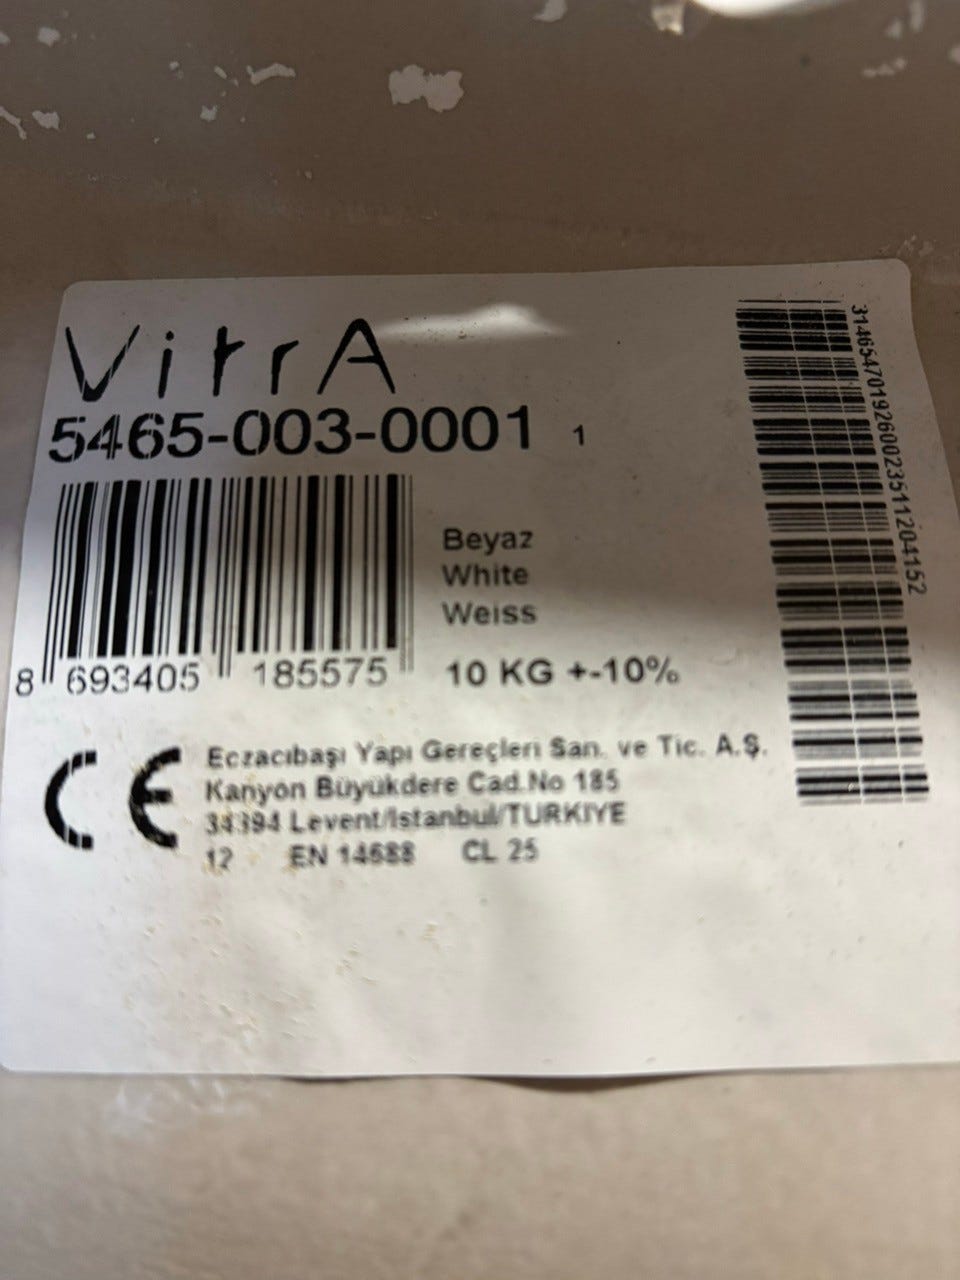 VitrA
5465-003-0001 1
8 693405 185575
Beyaz
White
Weiss
10 KG +-10%
CE
Eczacıbaşı Yapı Gereçleri San. ve Tic. A.Ş.
Kanyon Büyükdere Cad.No 185
34394 Levent/Istanbul/TURKIYE
12 EN 14688 CL 25
3146547019260023511204152